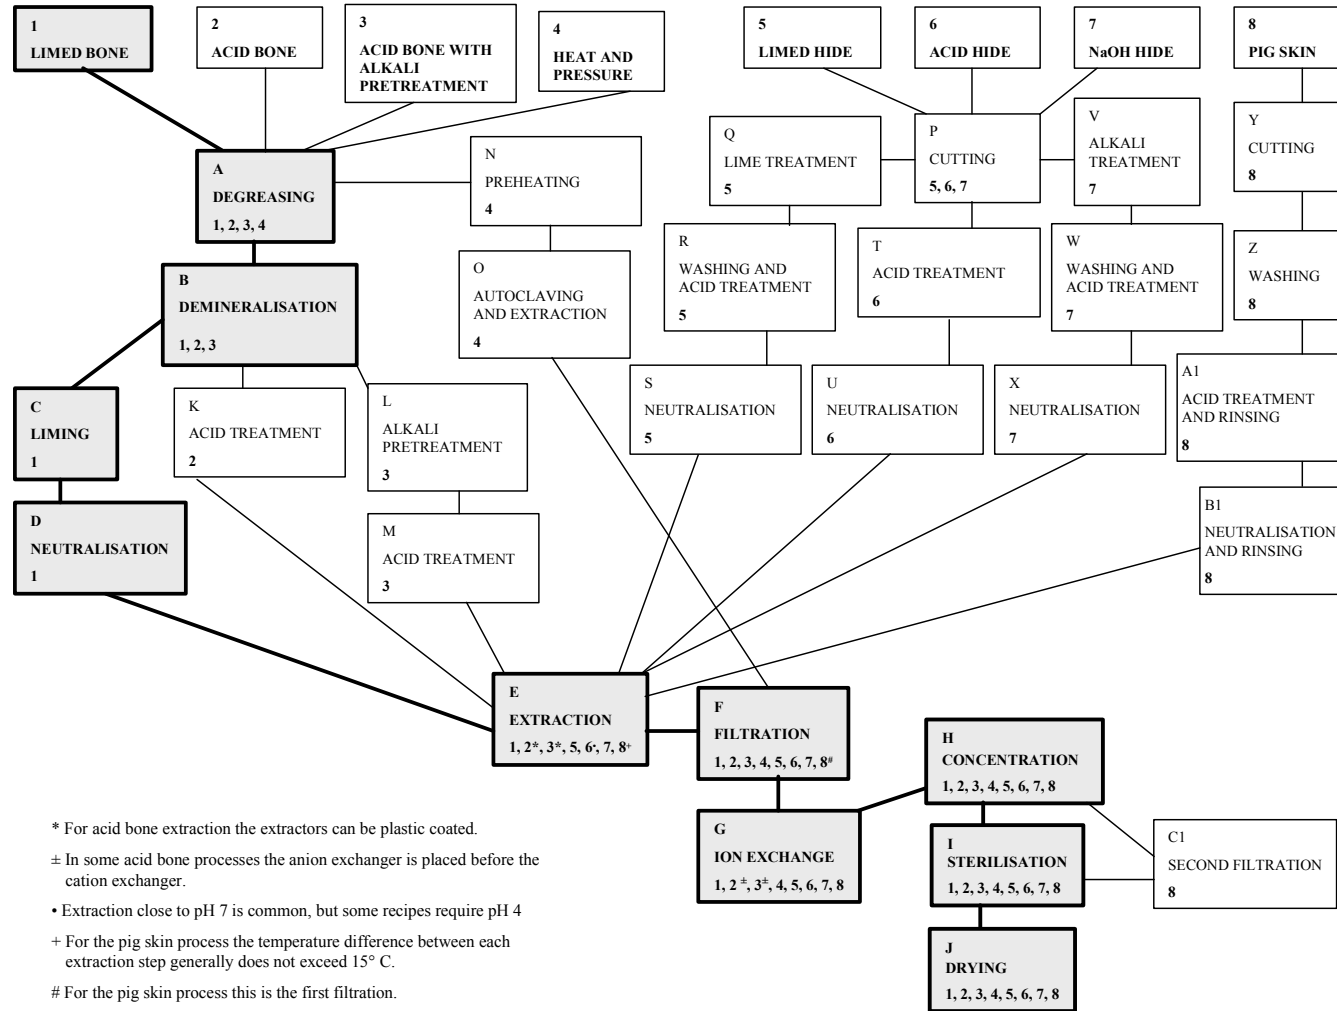 1
LIMED BONE
2
ACID BONE
3
ACID BONE WITH
ALKALI
PRETREATMENT
4
HEAT AND
PRESSURE
5
LIMED HIDE
6
ACID HIDE
7
NaOH HIDE
8
PIG SKIN
A
DEGREASING
1, 2, 3, 4
N
PREHEATING
4
Q
LIME TREATMENT
5
P
CUTTING
5, 6, 7
V
ALKALI
TREATMENT
7
Y
CUTTING
8
B
DEMINERALISATION
1, 2, 3
O
AUTOCLAVING
AND EXTRACTION
4
R
WASHING AND
ACID TREATMENT
5
T
ACID TREATMENT
6
W
WASHING AND
ACID TREATMENT
7
Z
WASHING
8
C
LIMING
1
K
ACID TREATMENT
2
L
ALKALI
PRETREATMENT
3
S
NEUTRALISATION
5
U
NEUTRALISATION
6
X
NEUTRALISATION
7
A1
ACID TREATMENT
AND RINSING
8
D
NEUTRALISATION
1
M
ACID TREATMENT
3
B1
NEUTRALISATION
AND RINSING
8
E
EXTRACTION
1, 2*, 3*, 5, 6•, 7, 8+
F
FILTRATION
1, 2, 3, 4, 5, 6, 7, 8#
G
ION EXCHANGE
1, 2 ±, 3±, 4, 5, 6, 7, 8
H
CONCENTRATION
1, 2, 3, 4, 5, 6, 7, 8
I
STERILISATION
1, 2, 3, 4, 5, 6, 7, 8
C1
SECOND FILTRATION
8
J
DRYING
1, 2, 3, 4, 5, 6, 7, 8
* For acid bone extraction the extractors can be plastic coated.
± In some acid bone processes the anion exchanger is placed before the
cation exchanger.
• Extraction close to pH 7 is common, but some recipes require pH 4
+ For the pig skin process the temperature difference between each
extraction step generally does not exceed 15° C.
# For the pig skin process this is the first filtration.